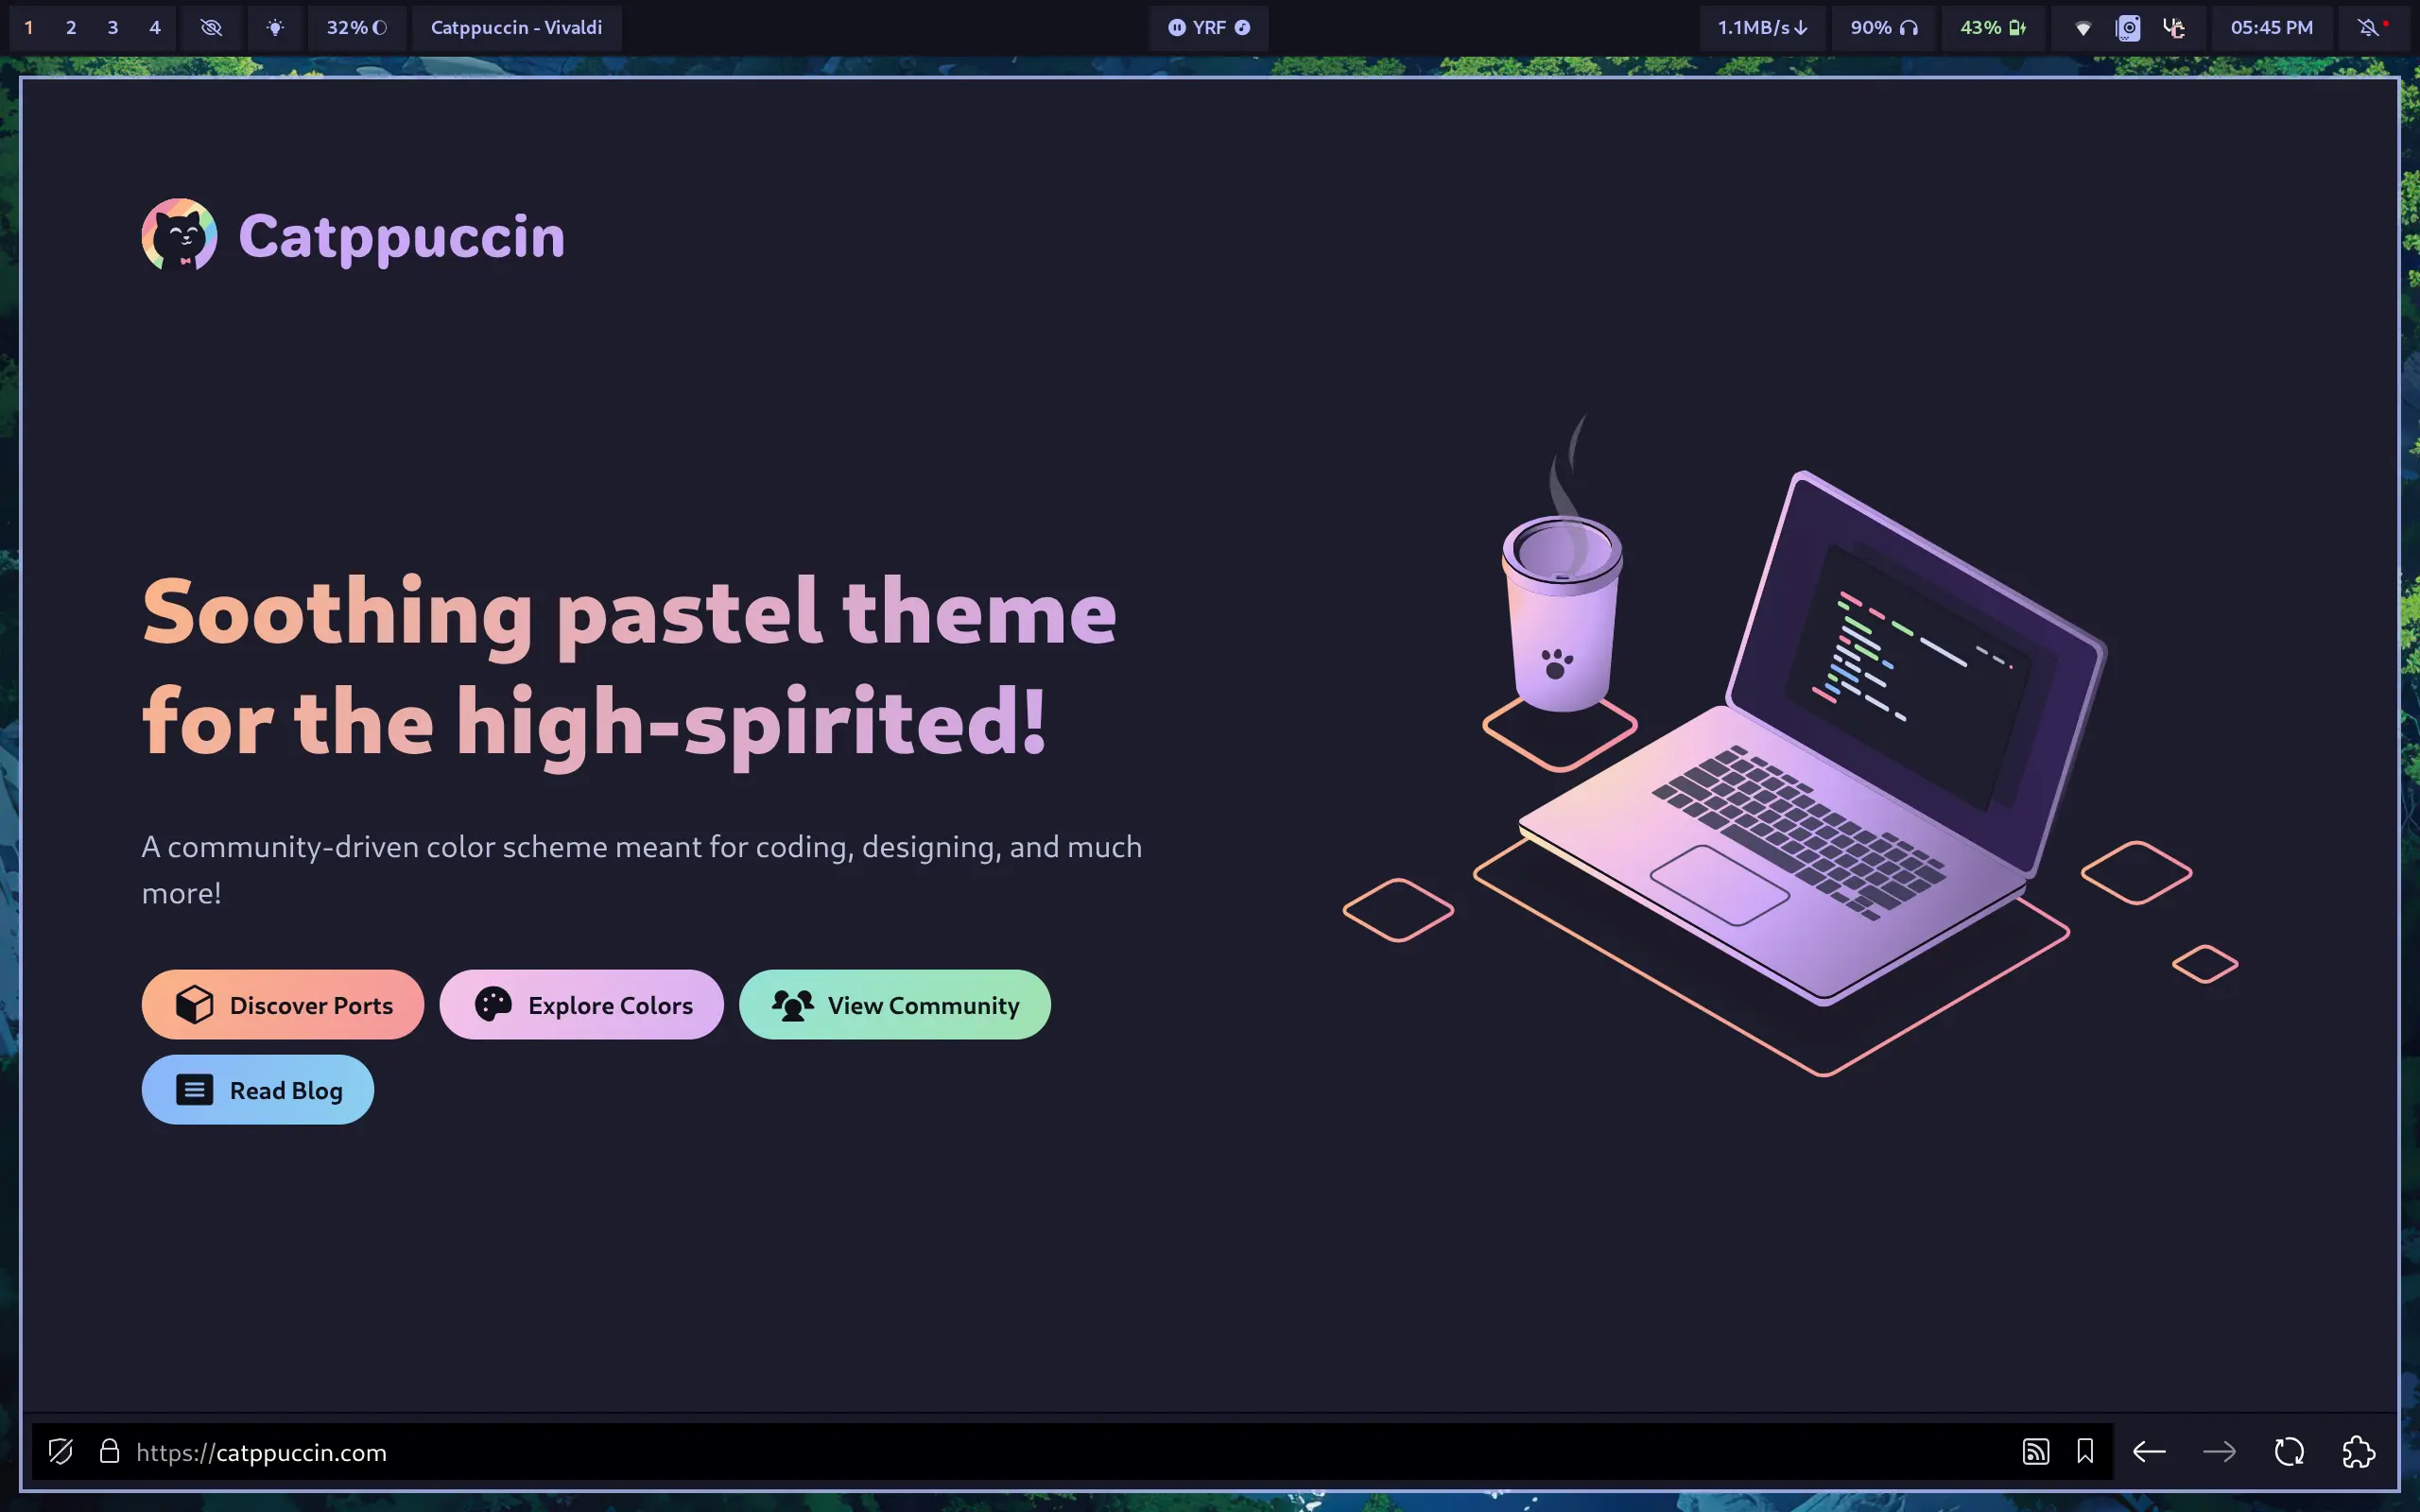 1 2 3 4 32% Catppuccin - Vivaldi YRF 1.1MB/s 90% 43% 05:45 PM
Catppuccin
Soothing pastel theme
for the high-spirited!
A community-driven color scheme meant for coding, designing, and much
more!
Discover Ports Explore Colors View Community
Read Blog
https://catppuccin.com